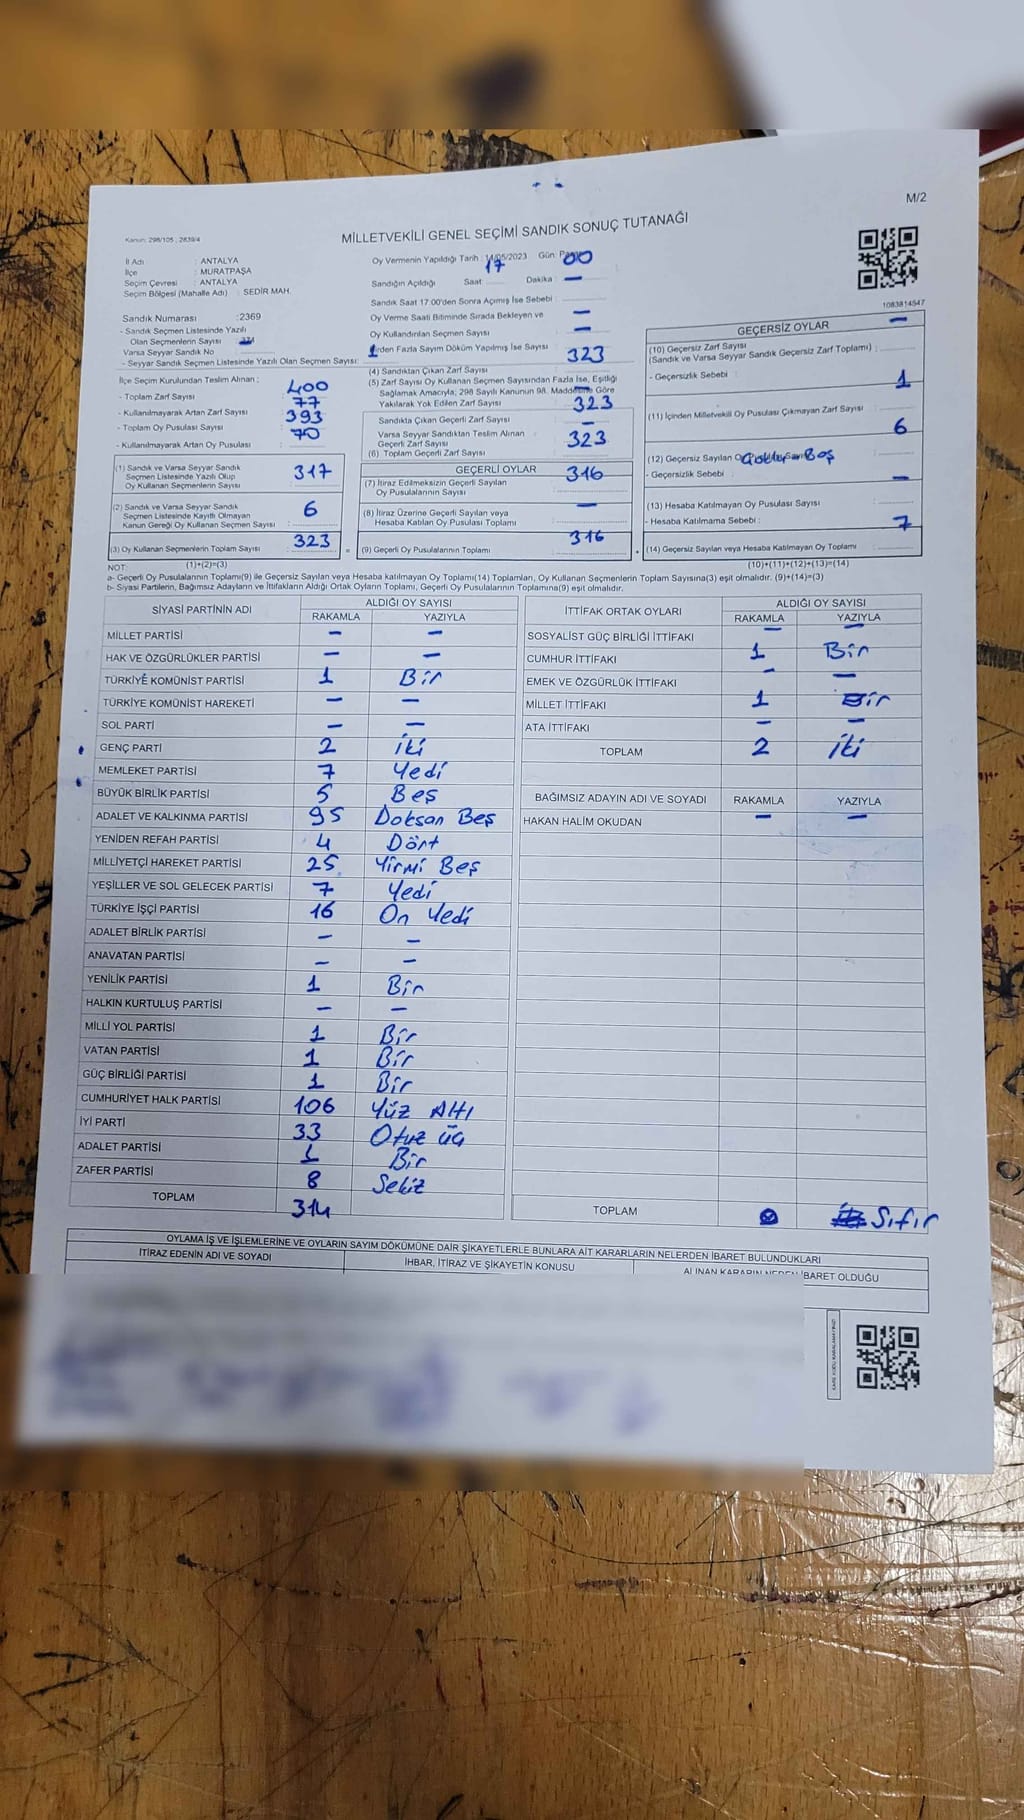 M/2
Kanun: 298/105 ; 2839/4
MİLLETVEKİLİ GENEL SEÇİMİ SANDIK SONUÇ TUTANAĞI
İl Adı : ANTALYA
İlçe : MURATPAŞA
Seçim Çevresi : ANTALYA
Seçim Bölgesi (Mahalle Adı) : SEDİR MAH.
Sandık Numarası :2369
- Sandık Seçmen Listesinde Yazılı
Olan Seçmenlerin Sayısı
Varsa Seyyar Sandık No
- Seyyar Sandık Seçmen Listesinde Yazılı Olan Seçmen Sayısı:
Oy Vermenin Yapıldığı Tarih : 14/05/2023 Gün:
Sandığın Açıldığı Saat 17 Dakika 00
Sandık Saat 17:00'den Sonra Açılmış İse Sebebi : —
Oy Verme Saati Bitiminde Sırada Bekleyen ve
Oy Kullandırılan Seçmen Sayısı —
Birden Fazla Sayım Döküm Yapılmış İse Sayısı —
(4) Sandıktan Çıkan Zarf Sayısı 323
(5) Zarf Sayısı Oy Kullanan Seçmen Sayısından Fazla İse, Eşitliği
Sağlamak Amacıyla; 298 Sayılı Kanunun 98. Maddesine Göre
Yakılarak Yok Edilen Zarf Sayısı —
Sandıkta Çıkan Geçerli Zarf Sayısı 323
Varsa Seyyar Sandıktan Teslim Alınan
Geçerli Zarf Sayısı —
(6) Toplam Geçerli Zarf Sayısı 323
İlçe Seçim Kurulundan Teslim Alınan ;
- Toplam Zarf Sayısı 400
- Kullanılmayarak Artan Zarf Sayısı 77
- Toplam Oy Pusulası Sayısı 393
- Kullanılmayarak Artan Oy Pusulası 70
(1) Sandık ve Varsa Seyyar Sandık
Seçmen Listesinde Yazılı Olup
Oy Kullanan Seçmenlerin Sayısı 317
(2) Sandık ve Varsa Seyyar Sandık
Seçmen Listesinde Kayıtlı Olmayan
Kanun Gereği Oy Kullanan Seçmen Sayısı 6
(3) Oy Kullanan Seçmenlerin Toplam Sayısı 323
=
GEÇERLİ OYLAR
(7) İtiraz Edilmeksizin Geçerli Sayılan
Oy Pusulalarının Sayısı 316
(8) İtiraz Üzerine Geçerli Sayılan veya
Hesaba Katılan Oy Pusulası Toplamı —
(9) Geçerli Oy Pusulalarının Toplamı 316
+
1083814547
GEÇERSİZ OYLAR
(10) Geçersiz Zarf Sayısı —
(Sandık ve Varsa Seyyar Sandık Geçersiz Zarf Toplamı)
- Geçersizlik Sebebi :
(11) İçinden Milletvekili Oy Pusulası Çıkmayan Zarf Sayısı 1
(12) Geçersiz Sayılan Oy Pusulası Sayısı 6
- Geçersizlik Sebebi : Boş
(13) Hesaba Katılmayan Oy Pusulası Sayısı —
- Hesaba Katılmama Sebebi :
(14) Geçersiz Sayılan veya Hesaba Katılmayan Oy Toplamı 7
NOT: (1)+(2)=(3) (10)+(11)+(12)+(13)=(14)
a- Geçerli Oy Pusulalarının Toplamı(9) ile Geçersiz Sayılan veya Hesaba katılmayan Oy Toplamı(14) Toplamları, Oy Kullanan Seçmenlerin Toplam Sayısına(3) eşit olmalıdır. (9)+(14)=(3)
b- Siyasi Partilerin, Bağımsız Adayların ve İttifakların Aldığı Ortak Oyların Toplamı, Geçerli Oy Pusulalarının Toplamına(9) eşit olmalıdır.
SİYASİ PARTİNİN ADI ALDIĞI OY SAYISI
RAKAMLA YAZIYLA
MİLLET PARTİSİ — —
HAK VE ÖZGÜRLÜKLER PARTİSİ — —
TÜRKİYE KOMÜNİST PARTİSİ 1 Bir
TÜRKİYE KOMÜNİST HAREKETİ — —
SOL PARTİ — —
GENÇ PARTİ 2 İki
MEMLEKET PARTİSİ 7 Yedi
BÜYÜK BİRLİK PARTİSİ 5 Beş
ADALET VE KALKINMA PARTİSİ 95 Doksan Beş
YENİDEN REFAH PARTİSİ 4 Dört
MİLLİYETÇİ HAREKET PARTİSİ 25 Yirmi Beş
YEŞİLLER VE SOL GELECEK PARTİSİ 7 Yedi
TÜRKİYE İŞÇİ PARTİSİ 16 On Yedi
ADALET BİRLİK PARTİSİ — —
ANAVATAN PARTİSİ — —
YENİLİK PARTİSİ 1 Bir
HALKIN KURTULUŞ PARTİSİ — —
MİLLİ YOL PARTİSİ 1 Bir
VATAN PARTİSİ 1 Bir
GÜÇ BİRLİĞİ PARTİSİ 1 Bir
CUMHURİYET HALK PARTİSİ 106 Yüz Altı
İYİ PARTİ 33 Otuz üç
ADALET PARTİSİ 1 Bir
ZAFER PARTİSİ 8 Sekiz
TOPLAM 314
İTTİFAK ORTAK OYLARI ALDIĞI OY SAYISI
RAKAMLA YAZIYLA
SOSYALİST GÜÇ BİRLİĞİ İTTİFAKI — —
CUMHUR İTTİFAKI 1 Bir
EMEK VE ÖZGÜRLÜK İTTİFAKI — —
MİLLET İTTİFAKI 1 Bir
ATA İTTİFAKI — —
TOPLAM 2 İki
BAĞIMSIZ ADAYIN ADI VE SOYADI RAKAMLA YAZIYLA
HAKAN HALİM OKUDAN — —
TOPLAM 0 Sıfır
OYLAMA İŞ VE İŞLEMLERİNE VE OYLARIN SAYIM DÖKÜMÜNE DAİR ŞİKAYETLERLE BUNLARA AİT KARARLARIN NELERDEN İBARET BULUNDUKLARI
İTİRAZ EDENİN ADI VE SOYADI İHBAR, İTİRAZ VE ŞİKAYETİN KONUSU ALINAN KARARIN NEDEN İBARET OLDUĞU
KARE KODU KARALAMAYINIZ!